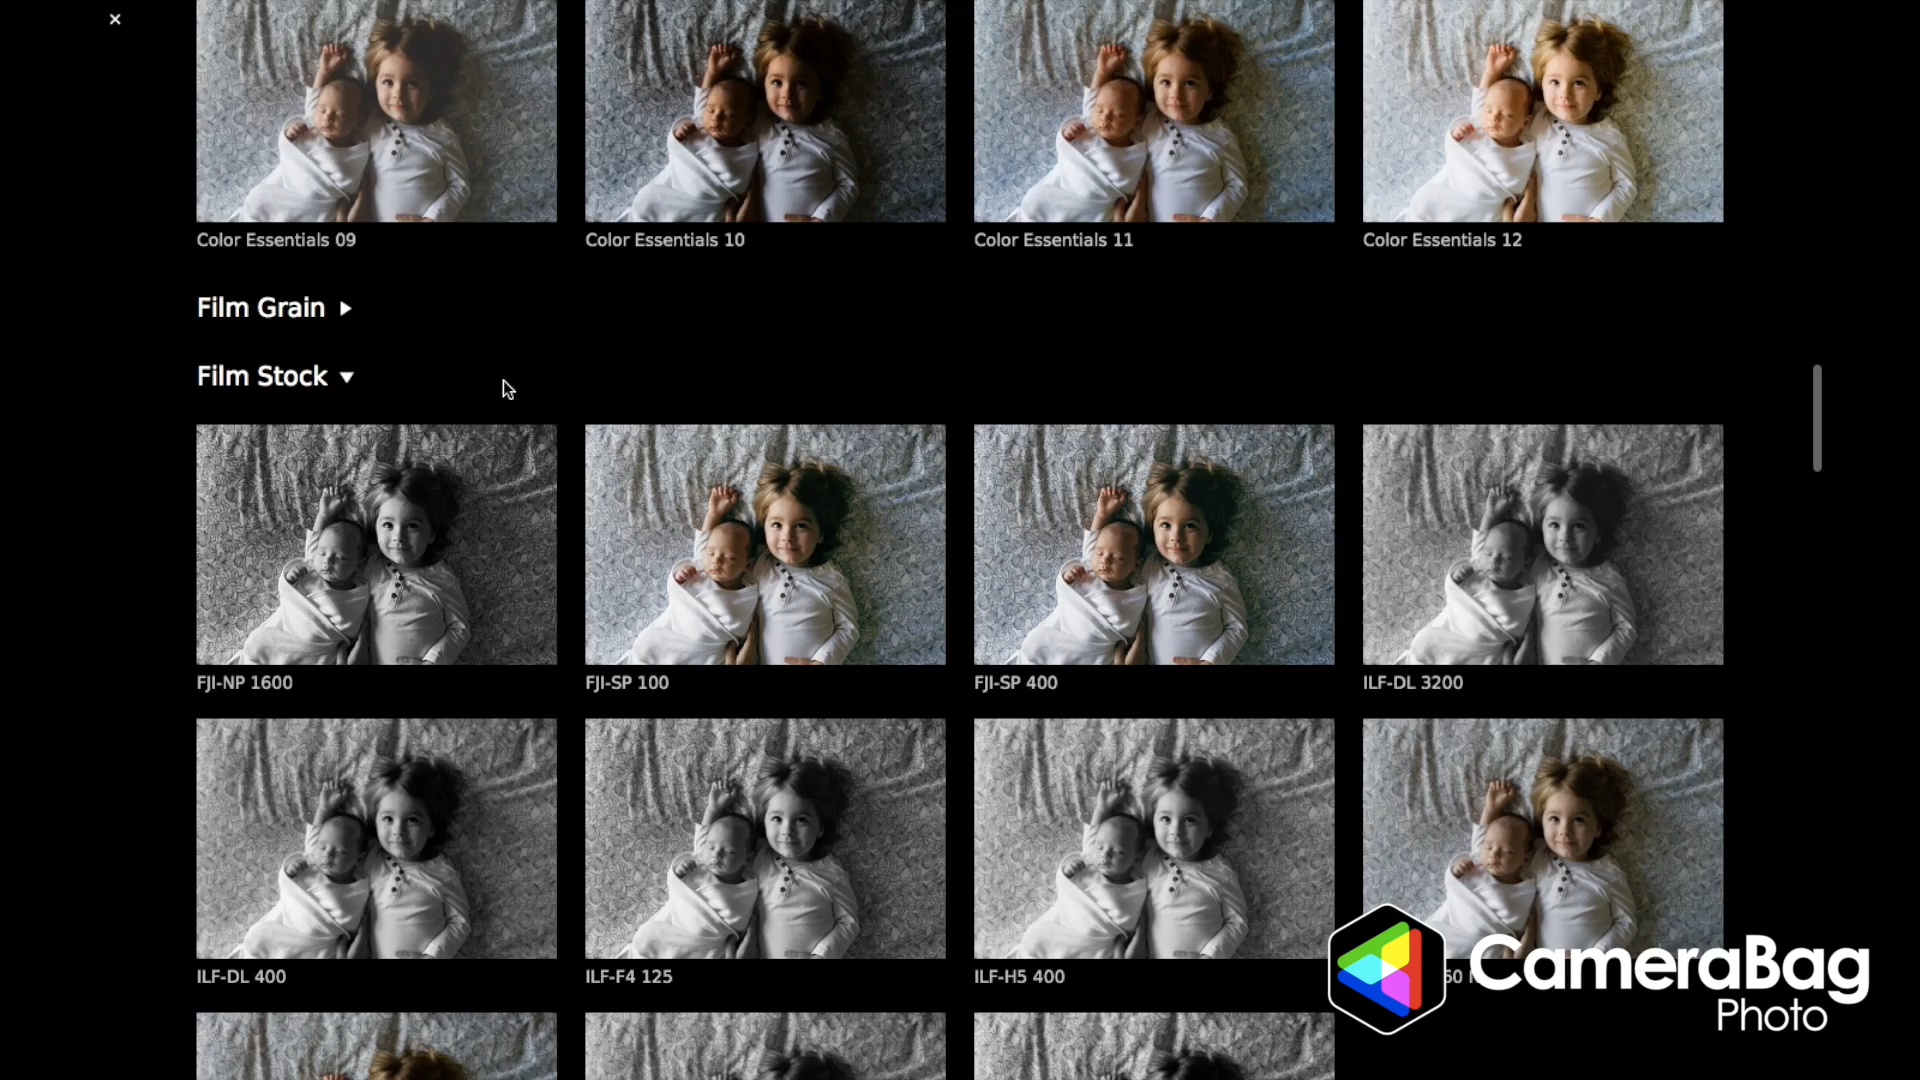 ×
Color Essentials 09
Color Essentials 10
Color Essentials 11
Color Essentials 12
Film Grain
Film Stock
FJI-NP 1600
FJI-SP 100
FJI-SP 400
ILF-DL 3200
ILF-DL 400
ILF-F4 125
ILF-H5 400
CameraBag
Photo